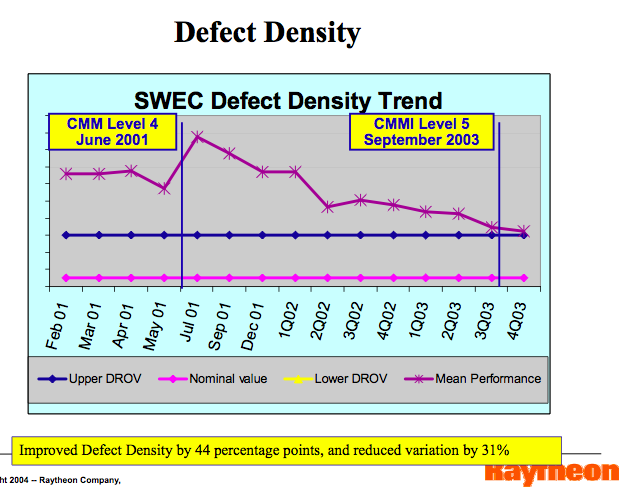 Defect Density
SWEC Defect Density Trend
CMM Level 4
June 2001
CMMI Level 5
September 2003
Feb 01
Mar 01
Apr 01
May 01
Jul 01
Sep 01
Dec 01
1Q02
2Q02
3Q02
4Q02
1Q03
2Q03
3Q03
4Q03
Upper DROV
Nominal value
Lower DROV
Mean Performance
Improved Defect Density by 44 percentage points, and reduced variation by 31%
Raytheon
ht 2004 – Raytheon Company,